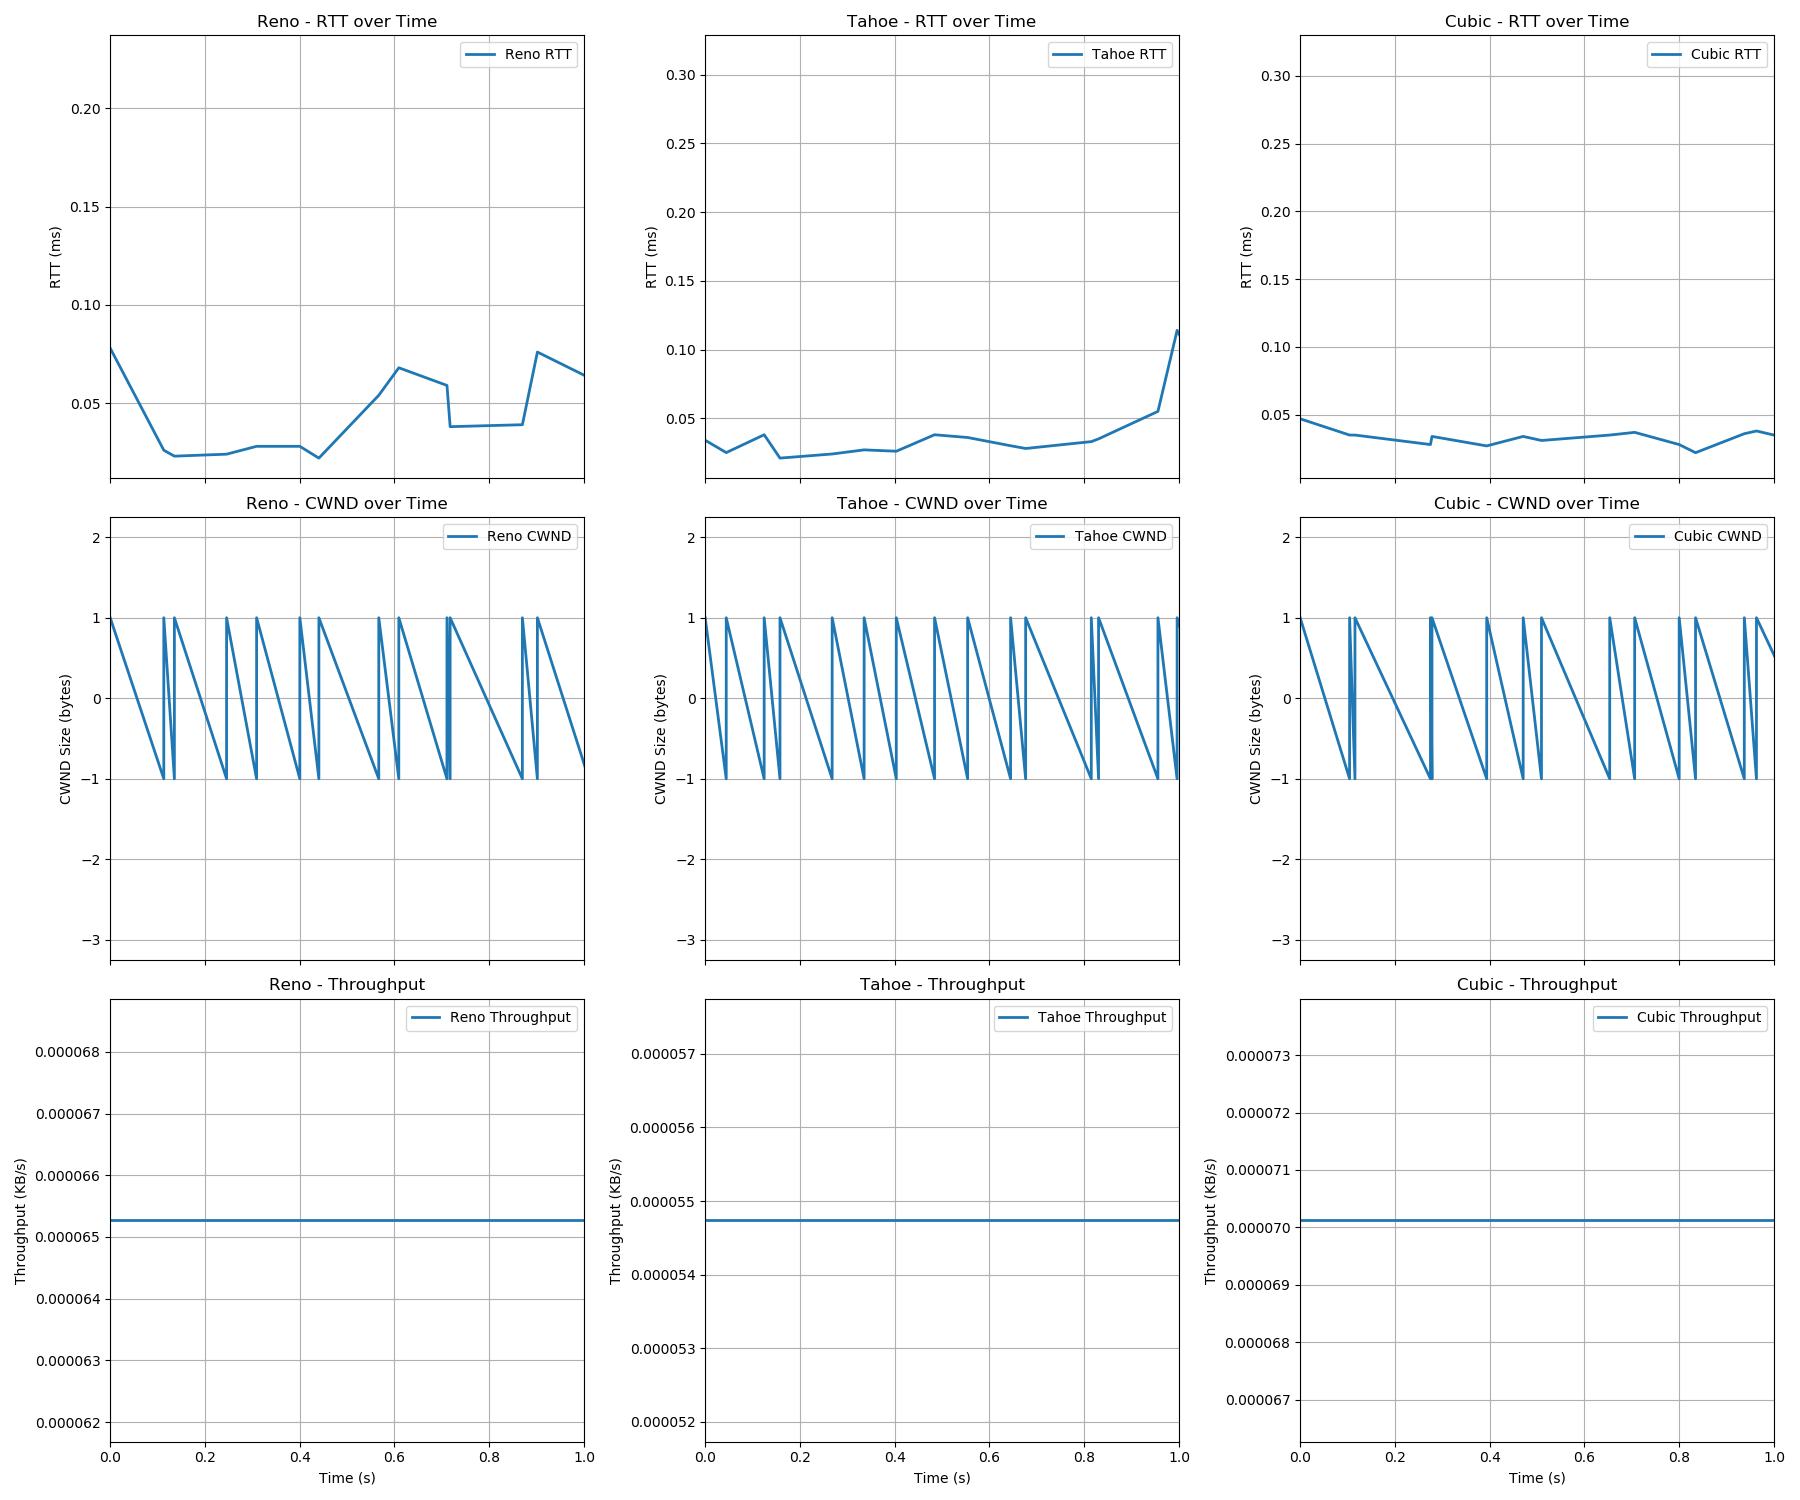 Reno - RTT over Time
Tahoe - RTT over Time
Cubic - RTT over Time
Reno RTT
Tahoe RTT
Cubic RTT
RTT (ms)
0.20
0.15
0.10
0.05
RTT (ms)
0.30
0.25
0.20
0.15
0.10
0.05
RTT (ms)
0.30
0.25
0.20
0.15
0.10
0.05
Reno - CWND over Time
Tahoe - CWND over Time
Cubic - CWND over Time
Reno CWND
Tahoe CWND
Cubic CWND
CWND Size (bytes)
2
1
0
−1
−2
−3
CWND Size (bytes)
2
1
0
−1
−2
−3
CWND Size (bytes)
2
1
0
−1
−2
−3
Reno - Throughput
Tahoe - Throughput
Cubic - Throughput
Reno Throughput
Tahoe Throughput
Cubic Throughput
Throughput (KB/s)
0.000068
0.000067
0.000066
0.000065
0.000064
0.000063
0.000062
Throughput (KB/s)
0.000057
0.000056
0.000055
0.000054
0.000053
0.000052
Throughput (KB/s)
0.000073
0.000072
0.000071
0.000070
0.000069
0.000068
0.000067
0.0 0.2 0.4 0.6 0.8 1.0
0.0 0.2 0.4 0.6 0.8 1.0
0.0 0.2 0.4 0.6 0.8 1.0
Time (s)
Time (s)
Time (s)